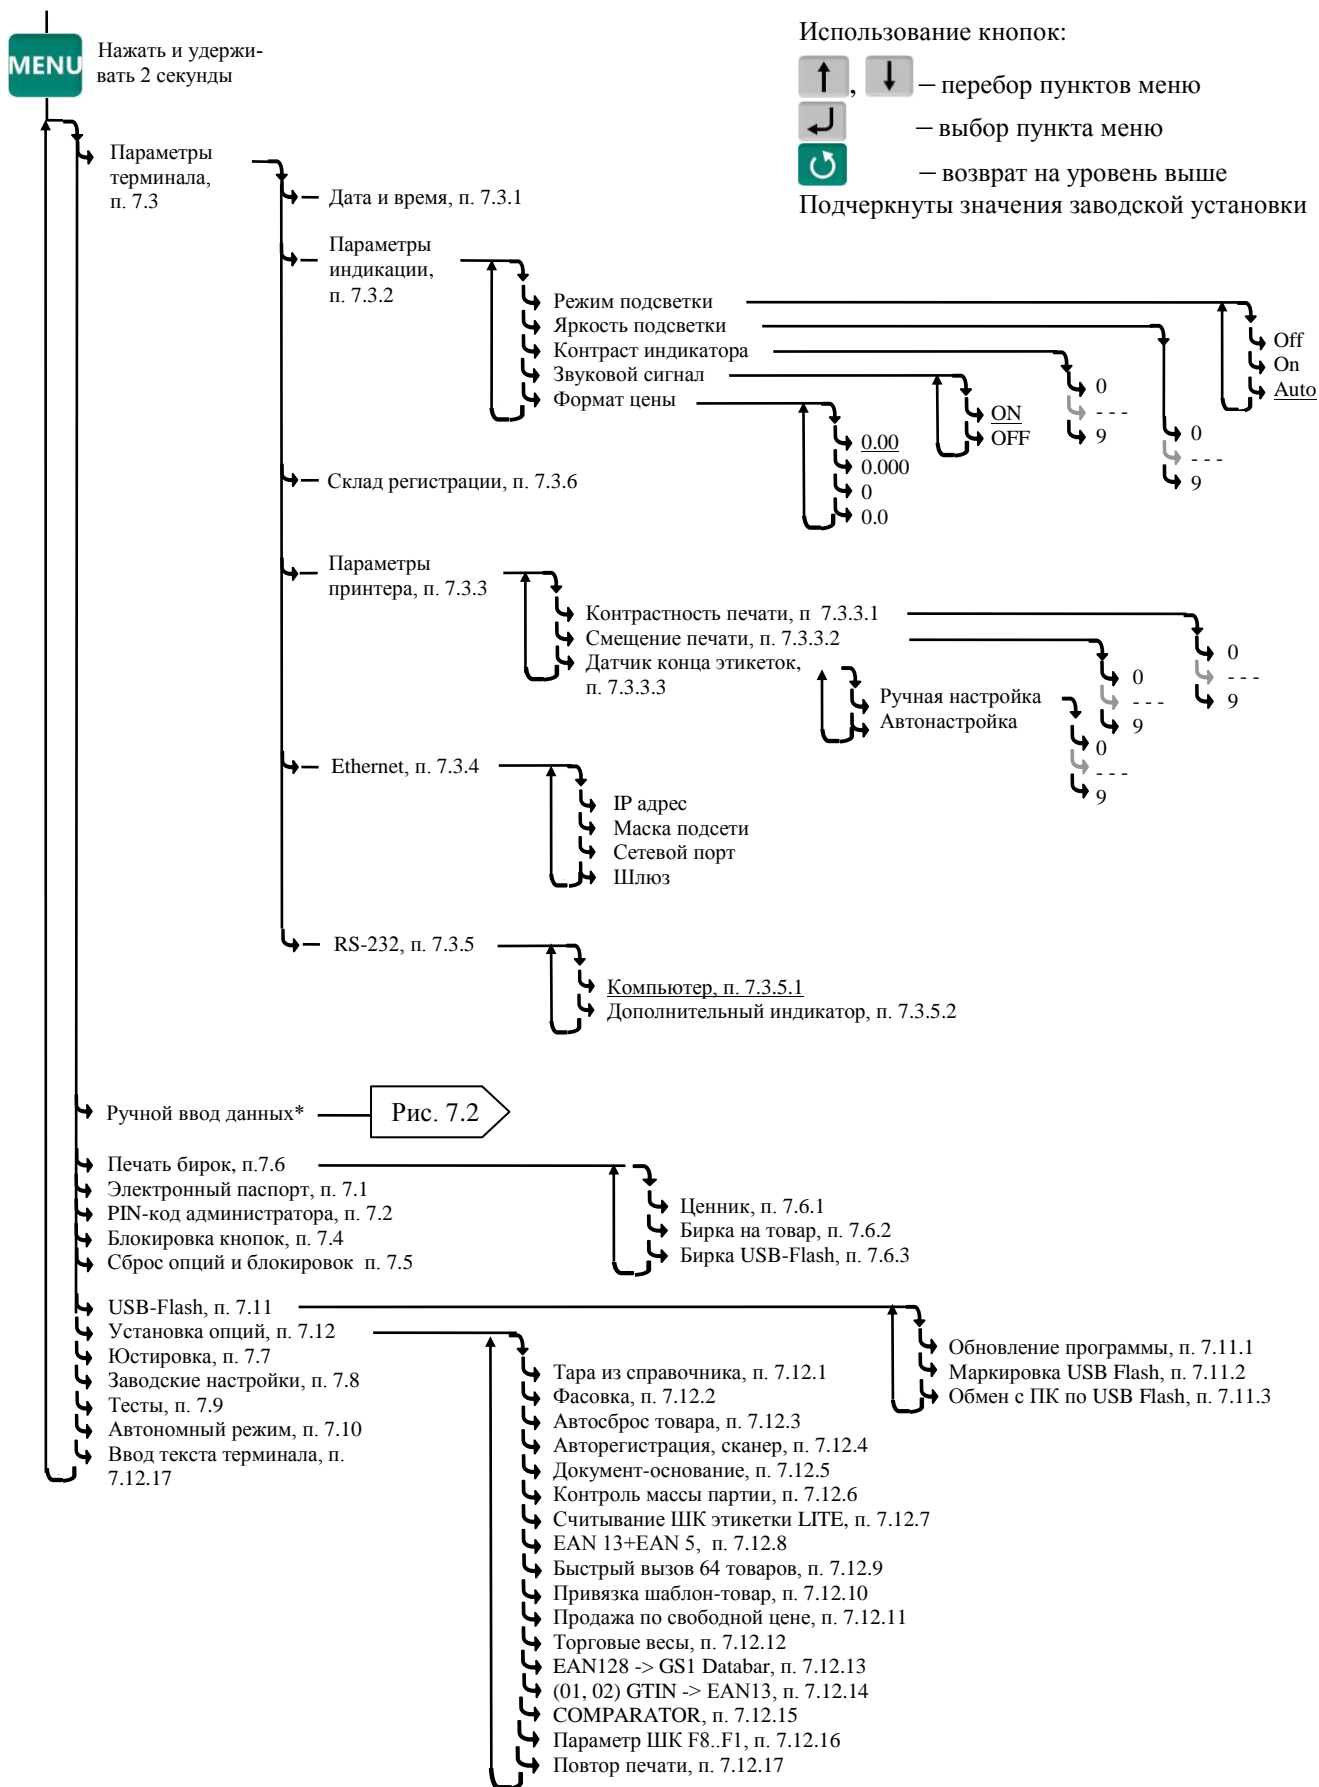 MENU
Нажать и удержи-
вать 2 секунды
Использование кнопок:
, – перебор пунктов меню
– выбор пункта меню
– возврат на уровень выше
Подчеркнуты значения заводской установки
Параметры
терминала,
п. 7.3
Дата и время, п. 7.3.1
Параметры
индикации,
п. 7.3.2
Режим подсветки
Яркость подсветки
Контраст индикатора
Звуковой сигнал
Формат цены
Off
On
Auto
0
- - -
9
0
- - -
9
ON
OFF
0.00
0.000
0
0.0
Склад регистрации, п. 7.3.6
Параметры
принтера, п. 7.3.3
Контрастность печати, п 7.3.3.1
Смещение печати, п. 7.3.3.2
Датчик конца этикеток,
п. 7.3.3.3
0
- - -
9
0
- - -
9
Ручная настройка
Автонастройка
0
- - -
9
Ethernet, п. 7.3.4
IP адрес
Маска подсети
Сетевой порт
Шлюз
RS-232, п. 7.3.5
Компьютер, п. 7.3.5.1
Дополнительный индикатор, п. 7.3.5.2
Ручной ввод данных*
Рис. 7.2
Печать бирок, п.7.6
Электронный паспорт, п. 7.1
PIN-код администратора, п. 7.2
Блокировка кнопок, п. 7.4
Сброс опций и блокировок п. 7.5
Ценник, п. 7.6.1
Бирка на товар, п. 7.6.2
Бирка USB-Flash, п. 7.6.3
USB-Flash, п. 7.11
Установка опций, п. 7.12
Юстировка, п. 7.7
Заводские настройки, п. 7.8
Тесты, п. 7.9
Автономный режим, п. 7.10
Ввод текста терминала, п.
7.12.17
Обновление программы, п. 7.11.1
Маркировка USB Flash, п. 7.11.2
Обмен с ПК по USB Flash, п. 7.11.3
Тара из справочника, п. 7.12.1
Фасовка, п. 7.12.2
Автосброс товара, п. 7.12.3
Авторегистрация, сканер, п. 7.12.4
Документ-основание, п. 7.12.5
Контроль массы партии, п. 7.12.6
Считывание ШК этикетки LITE, п. 7.12.7
EAN 13+EAN 5, п. 7.12.8
Быстрый вызов 64 товаров, п. 7.12.9
Привязка шаблон-товар, п. 7.12.10
Продажа по свободной цене, п. 7.12.11
Торговые весы, п. 7.12.12
EAN128 -> GS1 Databar, п. 7.12.13
(01, 02) GTIN -> EAN13, п. 7.12.14
COMPARATOR, п. 7.12.15
Параметр ШК F8..F1, п. 7.12.16
Повтор печати, п. 7.12.17